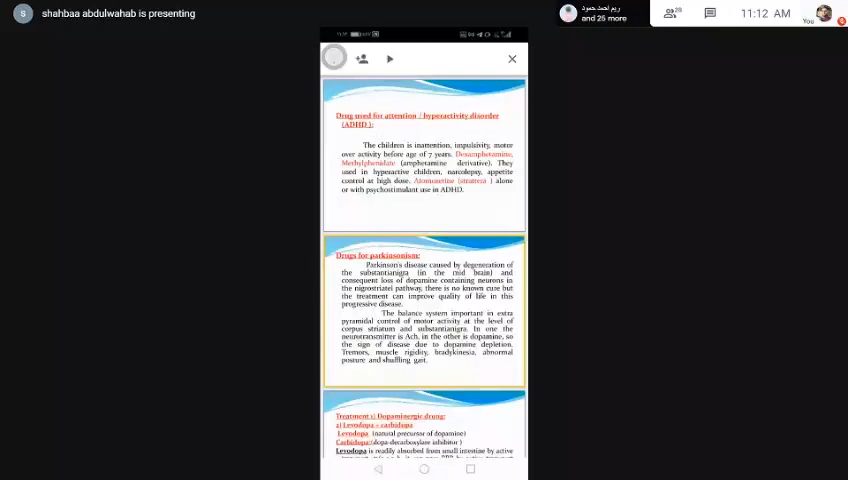 S shahbaa abdulwahab is presenting
ريم احمد حمود
and 25 more
28
11:12 AM
You
Drug used for attention / hyperactivity disorder
(ADHD ):
The children is inattention, impulsivity, motor
over activity before age of 7 years. Dexamphetamine,
Methylphenidate (amphetamine derivative). They
used in hyperactive children, narcolepsy, appetite
control at high dose. Atomoxetine (strattera ) alone
or with psychostimulant use in ADHD.
Drugs for parkinsonism:
Parkinson's disease caused by degeneration of
the substantianigra (in the mid brain) and
consequent loss of dopamine containing neurons in
the nigrostriatel pathway, there is no known cure but
the treatment can improve quality of life in this
progressive disease.
The balance system important in extra
pyramidal control of motor activity at the level of
corpus striatum and substantianigra. In one the
neurotransmitter is Ach, in the other is dopamine, so
the sign of disease due to dopamine depletion.
Tremors, muscle rigidity, bradykinesia, abnormal
posture and shuffling gait.
Treatment 1) Dopaminergic drung:
2) Levodopa + carbidopa
Levodopa (natural precursor of dopamine)
Carbidopa:(dopa-decarboxylase inhibitor )
Levodopa is readily absorbed from small intestine by active